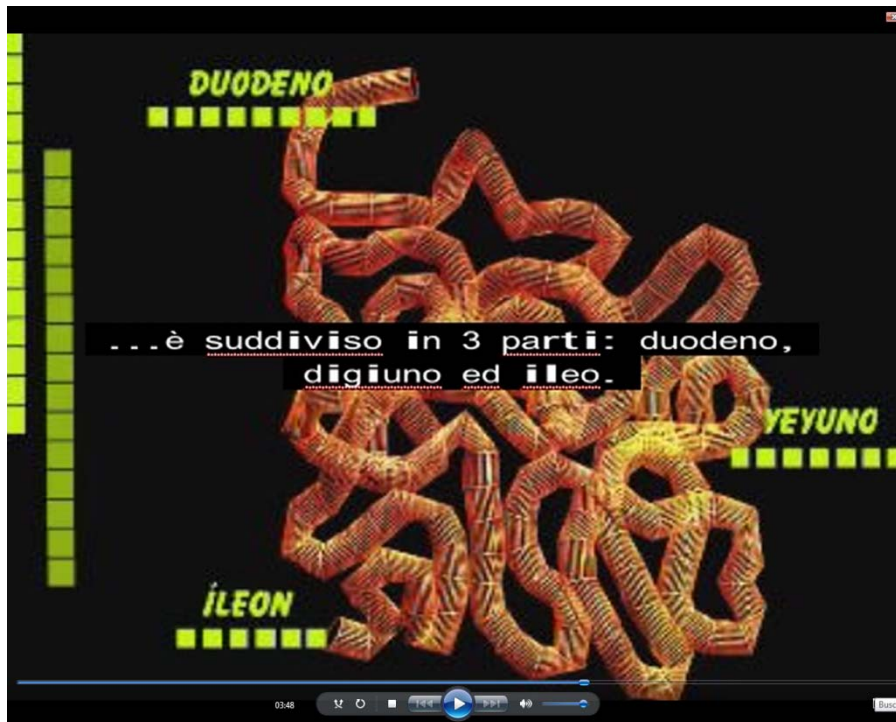 DUODENO
...è suddiviso in 3 parti: duodeno,
digiuno ed ileo.
YEYUNO
ÍLEON
03:48